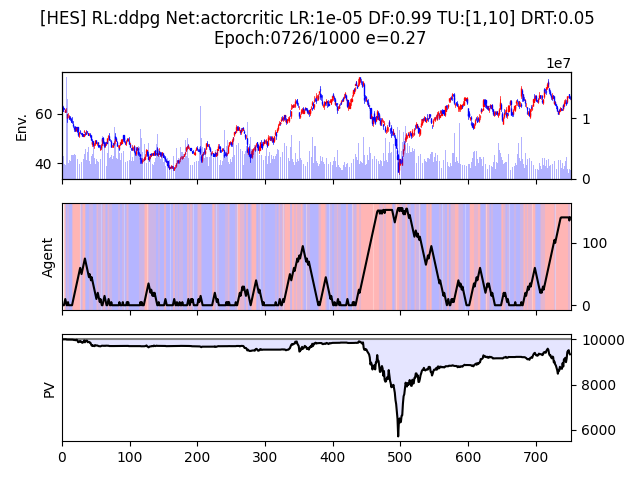 [HES] RL:ddpg Net:actorcritic LR:1e-05 DF:0.99 TU:[1,10] DRT:0.05
Epoch:0726/1000 e=0.27
1e7
Env.
60
40
1
0
Agent
100
0
PV
10000
8000
6000
0 100 200 300 400 500 600 700